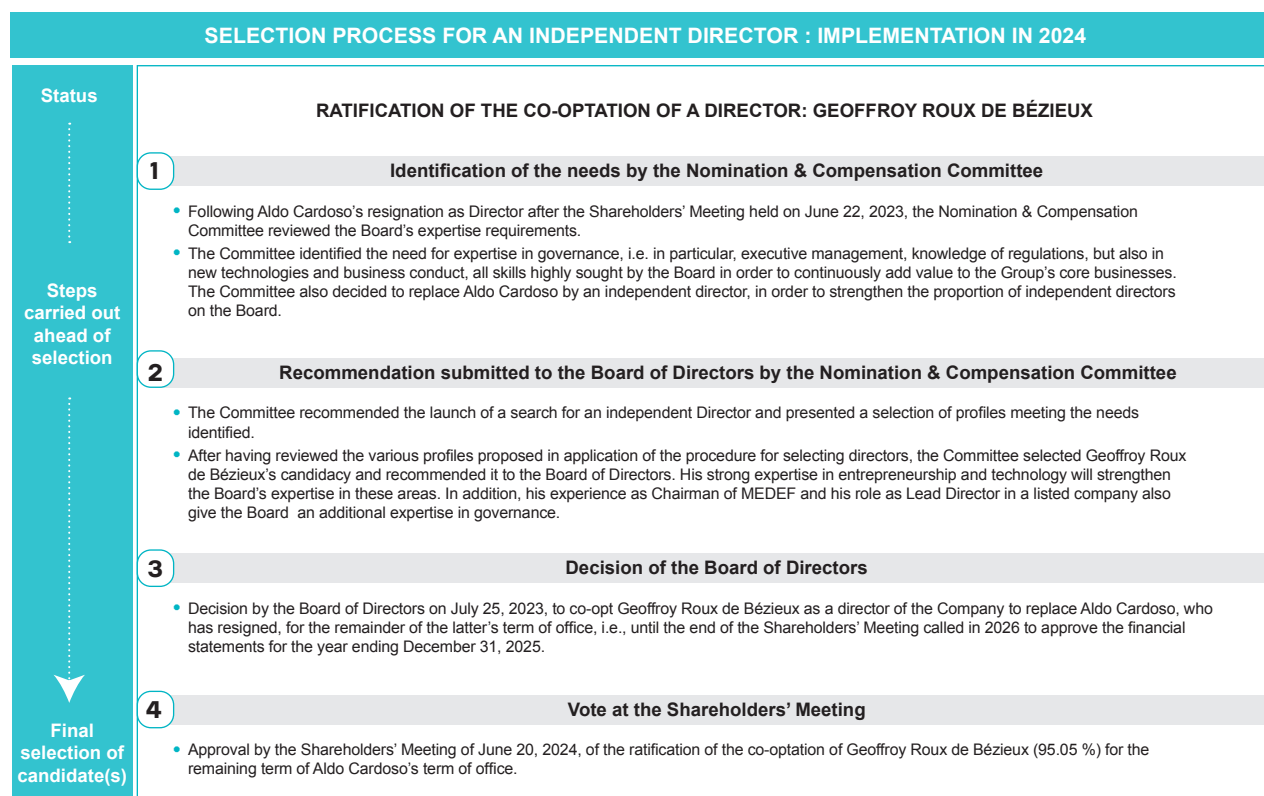 SELECTION PROCESS FOR AN INDEPENDENT DIRECTOR : IMPLEMENTATION IN 2024
Status
RATIFICATION OF THE CO-OPTATION OF A DIRECTOR: GEOFFROY ROUX DE BÉZIEUX
1 Identification of the needs by the Nomination & Compensation Committee
• Following Aldo Cardoso’s resignation as Director after the Shareholders’ Meeting held on June 22, 2023, the Nomination & Compensation
Committee reviewed the Board’s expertise requirements.
• The Committee identified the need for expertise in governance, i.e. in particular, executive management, knowledge of regulations, but also in
new technologies and business conduct, all skills highly sought by the Board in order to continuously add value to the Group’s core businesses.
The Committee also decided to replace Aldo Cardoso by an independent director, in order to strengthen the proportion of independent directors
on the Board.
Steps
carried out
ahead of
selection
2 Recommendation submitted to the Board of Directors by the Nomination & Compensation Committee
• The Committee recommended the launch of a search for an independent Director and presented a selection of profiles meeting the needs
identified.
• After having reviewed the various profiles proposed in application of the procedure for selecting directors, the Committee selected Geoffroy Roux
de Bézieux’s candidacy and recommended it to the Board of Directors. His strong expertise in entrepreneurship and technology will strengthen
the Board’s expertise in these areas. In addition, his experience as Chairman of MEDEF and his role as Lead Director in a listed company also
give the Board an additional expertise in governance.
3 Decision of the Board of Directors
• Decision by the Board of Directors on July 25, 2023, to co-opt Geoffroy Roux de Bézieux as a director of the Company to replace Aldo Cardoso, who
has resigned, for the remainder of the latter’s term of office, i.e., until the end of the Shareholders’ Meeting called in 2026 to approve the financial
statements for the year ending December 31, 2025.
4 Vote at the Shareholders’ Meeting
• Approval by the Shareholders’ Meeting of June 20, 2024, of the ratification of the co-optation of Geoffroy Roux de Bézieux (95.05 %) for the
remaining term of Aldo Cardoso’s term of office.
Final
selection of
candidate(s)